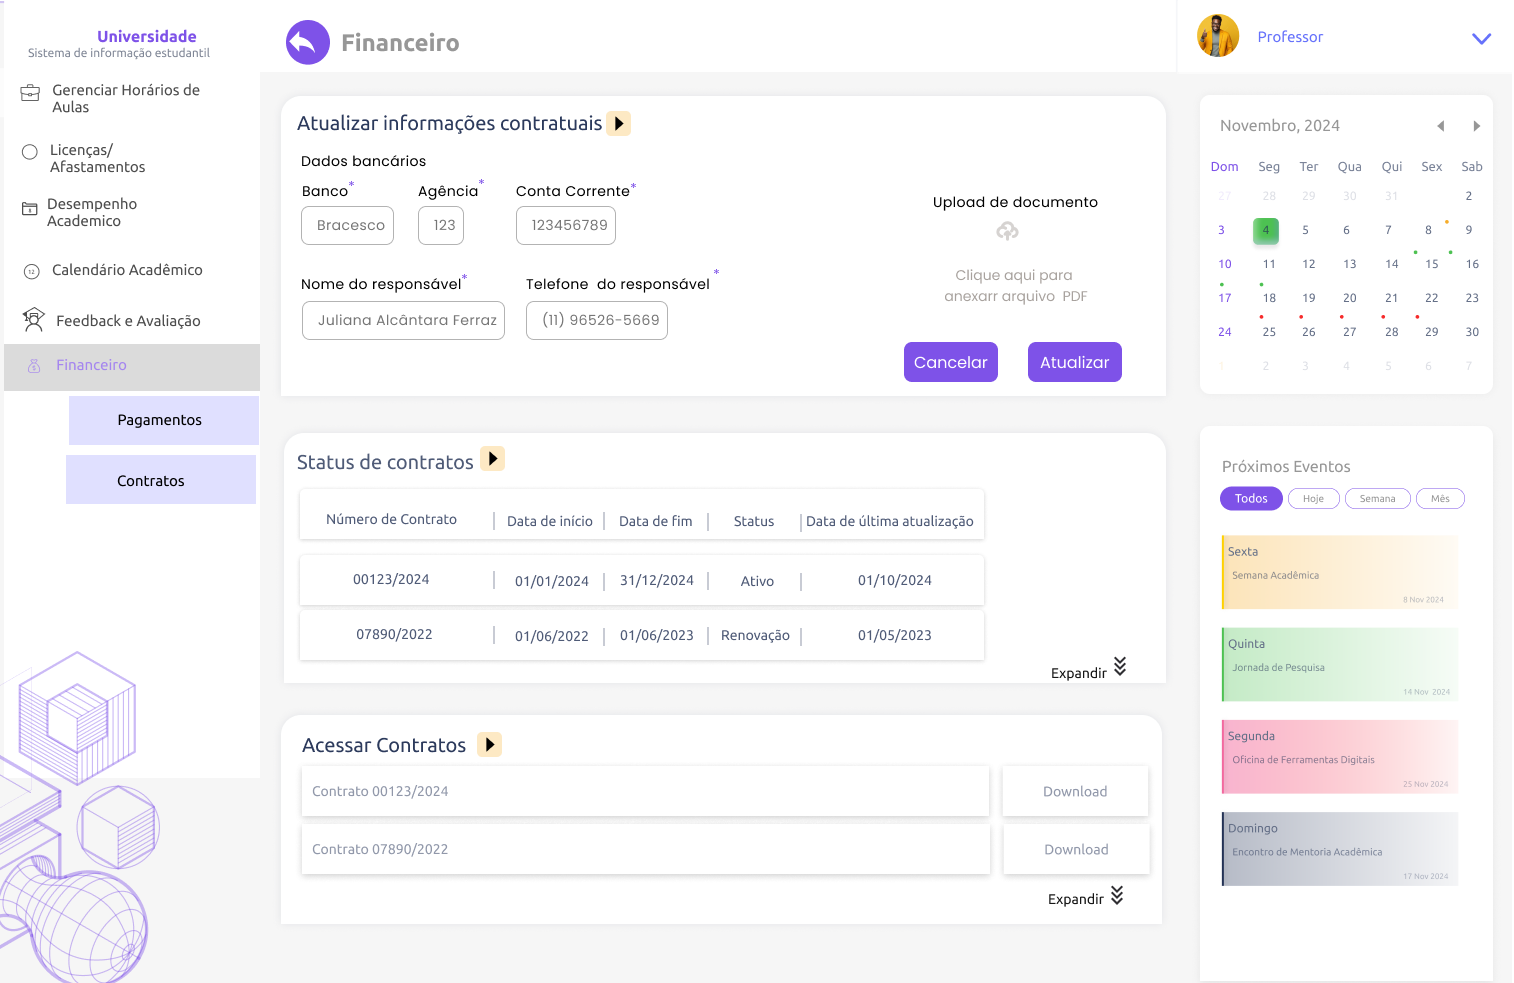 Universidade
Sistema de informação estudantil
Gerenciar Horários de
Aulas
Licenças/
Afastamentos
Desempenho
Academico
12
Calendário Acadêmico
Feedback e Avaliação
$
Financeiro
Pagamentos
Contratos
Financeiro
Professor
Atualizar informações contratuais
Dados bancários
Banco* Agência* Conta Corrente*
Bracesco 123 123456789
Nome do responsável* Telefone do responsável *
Juliana Alcântara Ferraz (11) 96526-5669
Upload de documento
Clique aqui para
anexarr arquivo PDF
Cancelar Atualizar
Status de contratos
Número de Contrato | Data de início | Data de fim | Status | Data de última atualização
00123/2024 | 01/01/2024 | 31/12/2024 | Ativo | 01/10/2024
07890/2022 | 01/06/2022 | 01/06/2023 | Renovação | 01/05/2023
Expandir
Acessar Contratos
Contrato 00123/2024 Download
Contrato 07890/2022 Download
Expandir
Novembro, 2024
Dom Seg Ter Qua Qui Sex Sab
27 28 29 30 31 2
3 4 5 6 7 8 9
10 11 12 13 14 15 16
17 18 19 20 21 22 23
24 25 26 27 28 29 30
1 2 3 4 5 6 7
Próximos Eventos
Todos Hoje Semana Mês
Sexta
Semana Acadêmica
8 Nov 2024
Quinta
Jornada de Pesquisa
14 Nov 2024
Segunda
Oficina de Ferramentas Digitais
25 Nov 2024
Domingo
Encontro de Mentoria Acadêmica
17 Nov 2024